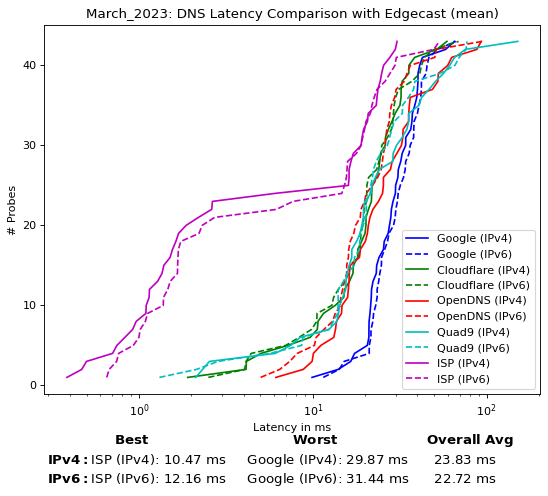 March_2023: DNS Latency Comparison with Edgecast (mean)
# Probes
40
30
20
10
0
Google (IPv4)
Google (IPv6)
Cloudflare (IPv4)
Cloudflare (IPv6)
OpenDNS (IPv4)
OpenDNS (IPv6)
Quad9 (IPv4)
Quad9 (IPv6)
ISP (IPv4)
ISP (IPv6)
10⁰ 10¹ 10²
Latency in ms
Best Worst Overall Avg
IPv4: ISP (IPv4): 10.47 ms Google (IPv4): 29.87 ms 23.83 ms
IPv6: ISP (IPv6): 12.16 ms Google (IPv6): 31.44 ms 22.72 ms